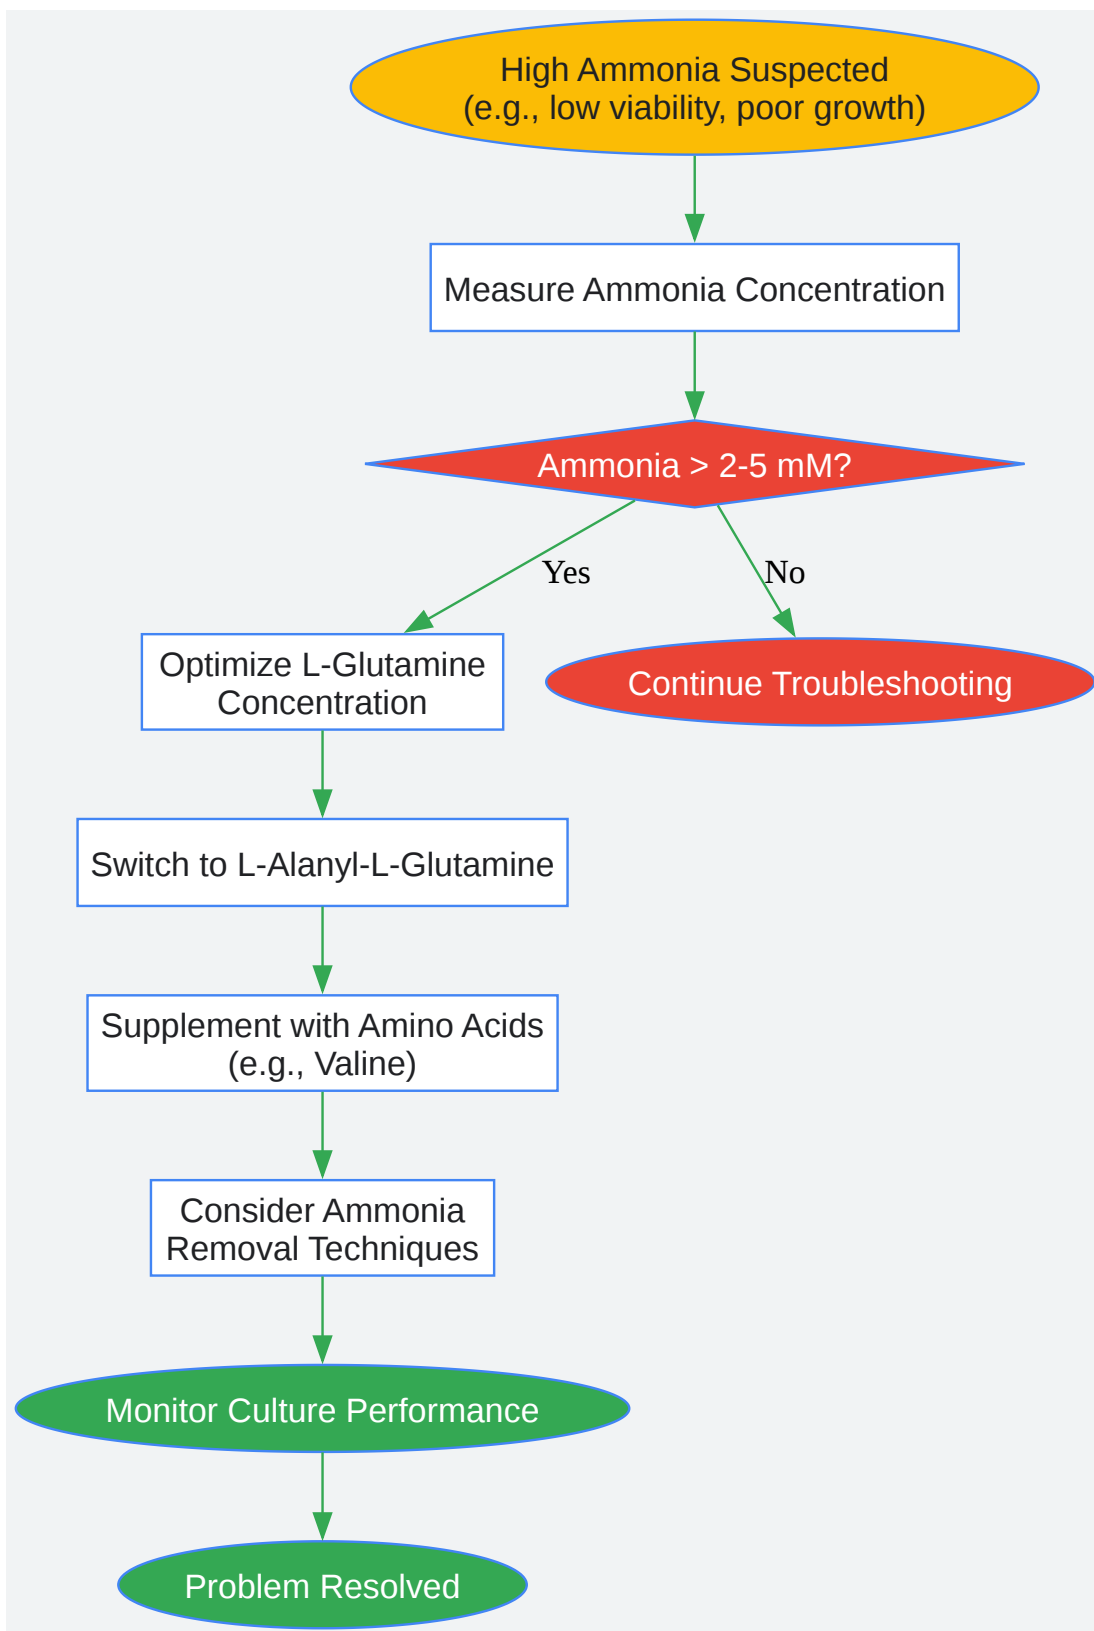 High Ammonia Suspected
(e.g., low viability, poor growth)
Measure Ammonia Concentration
Ammonia > 2-5 mM?
Yes
No
Optimize L-Glutamine
Concentration
Continue Troubleshooting
Switch to L-Alanyl-L-Glutamine
Supplement with Amino Acids
(e.g., Valine)
Consider Ammonia
Removal Techniques
Monitor Culture Performance
Problem Resolved